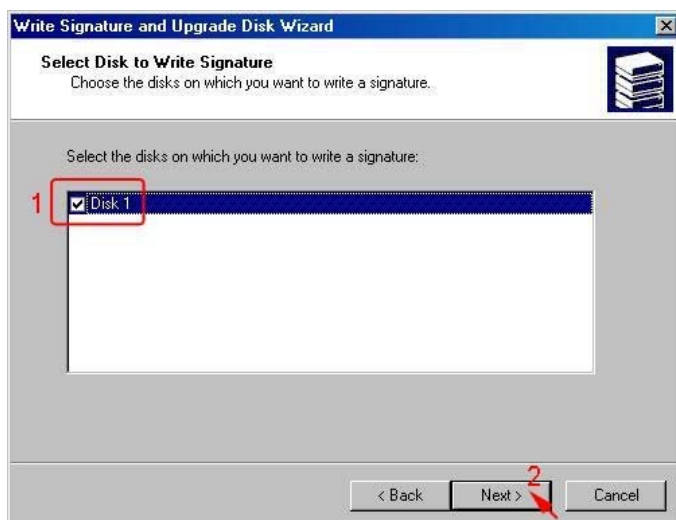 Write Signature and Upgrade Disk Wizard
Select Disk to Write Signature
Choose the disks on which you want to write a signature.
Select the disks on which you want to write a signature:
1
Disk 1
2
< Back
Next >
Cancel